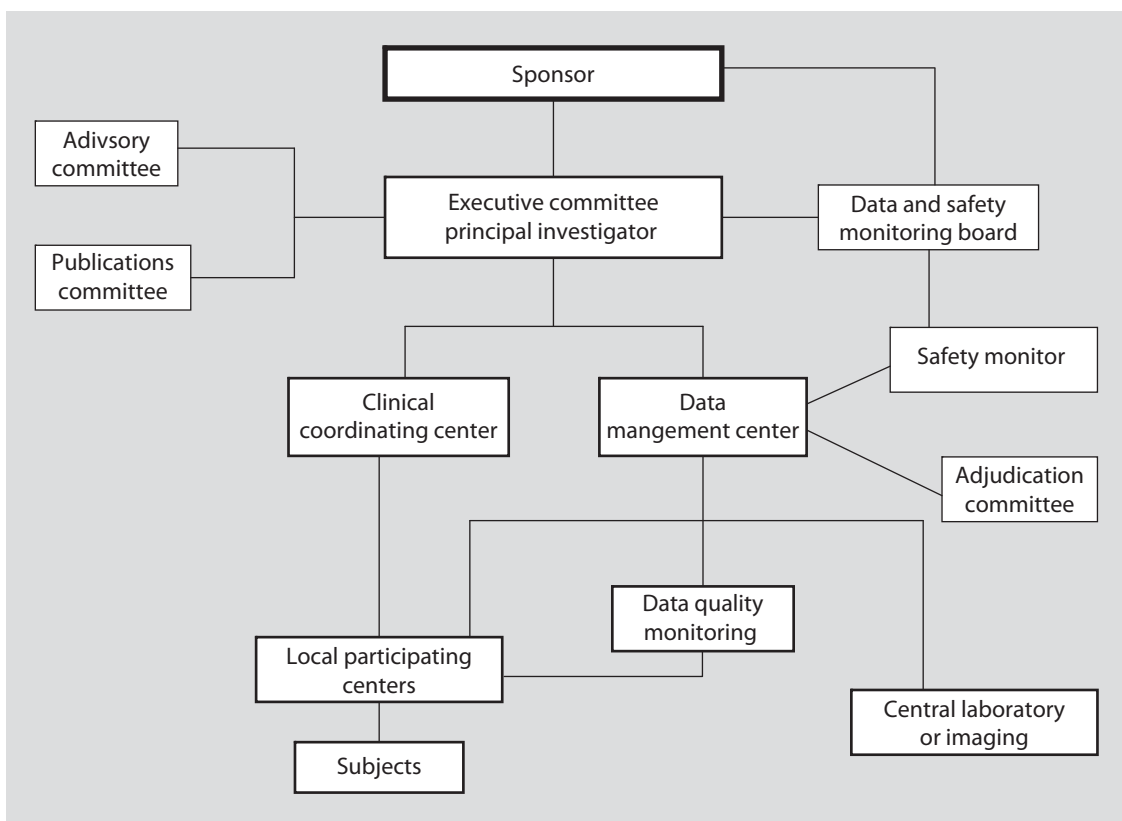 Sponsor
Adivsory
committee
Executive committee
principal investigator
Data and safety
monitoring board
Publications
committee
Safety monitor
Clinical
coordinating center
Data
mangement center
Adjudication
committee
Data quality
monitoring
Local participating
centers
Central laboratory
or imaging
Subjects